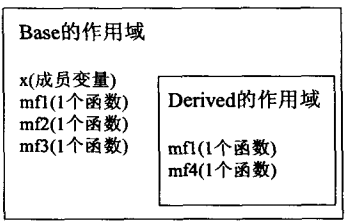 Base的作用域
x(成员变量)
mf1(1个函数)
mf2(1个函数)
mf3(1个函数)
Derived的作用域
mf1(1个函数)
mf4(1个函数)